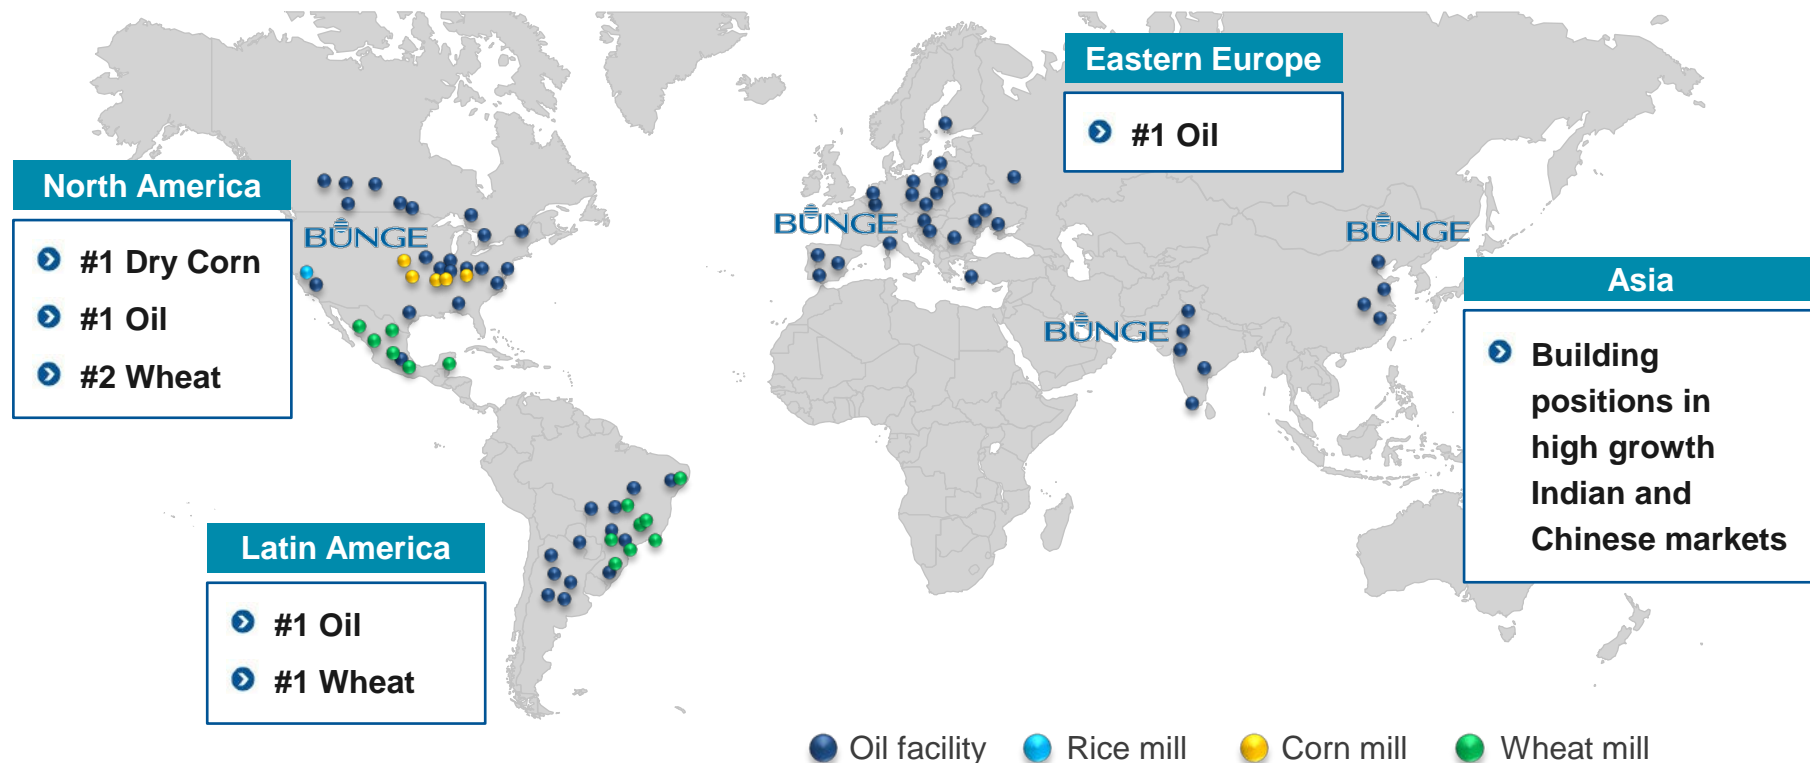 Eastern Europe
#1 Oil
North America
#1 Dry Corn
#1 Oil
#2 Wheat
BUNGE
BUNGE
BUNGE
BUNGE
Asia
Building
positions in
high growth
Indian and
Chinese markets
Latin America
#1 Oil
#1 Wheat
Oil facility
Rice mill
Corn mill
Wheat mill